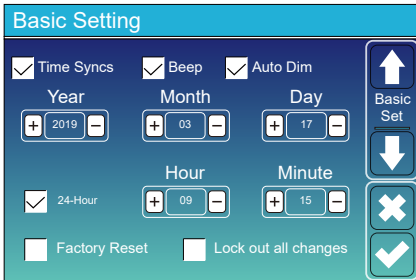 Basic Setting
Time Syncs Beep Auto Dim
Year Month Day
+ 2019 − + 03 − + 17 −
Basic
Set
Hour Minute
24-Hour + 09 − + 15 −
Factory Reset Lock out all changes